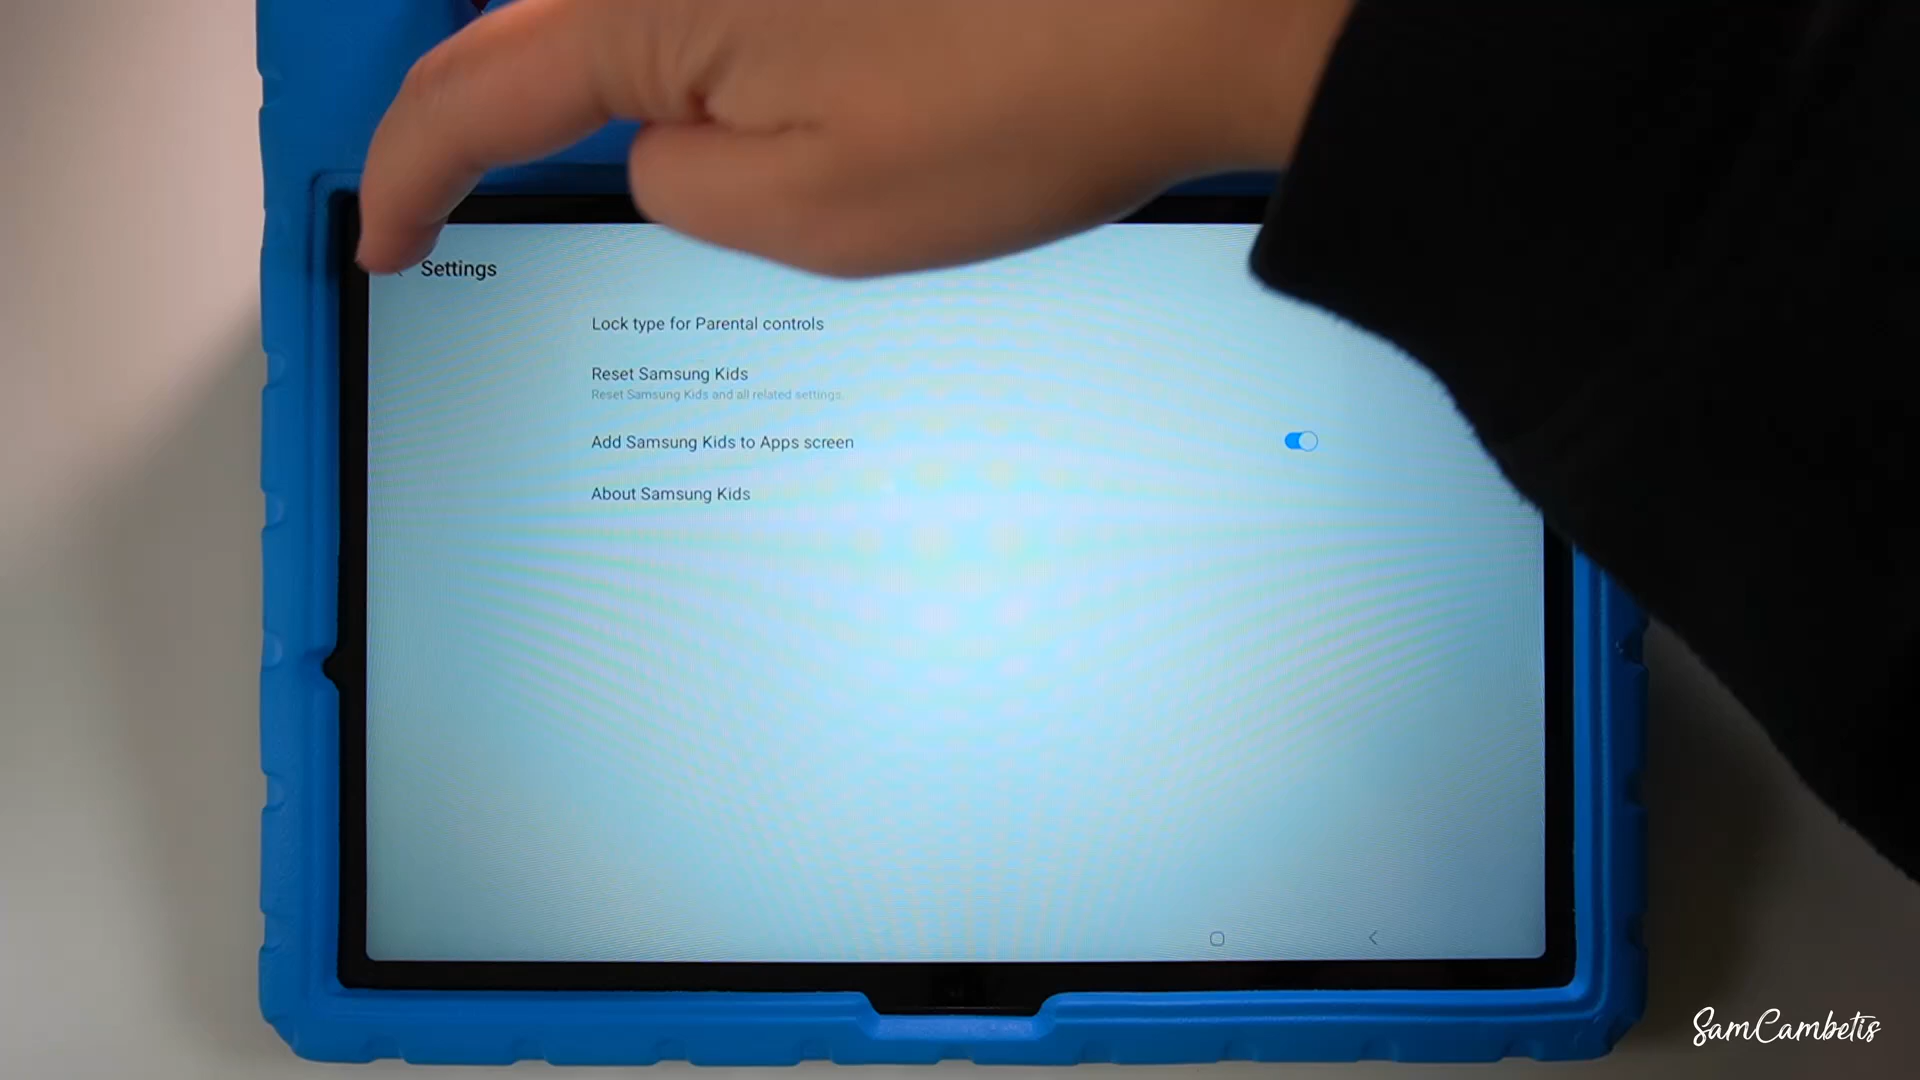 Settings
Lock type for Parental controls
Reset Samsung Kids
Reset Samsung Kids and all related settings.
Add Samsung Kids to Apps screen
About Samsung Kids
SamCambetis